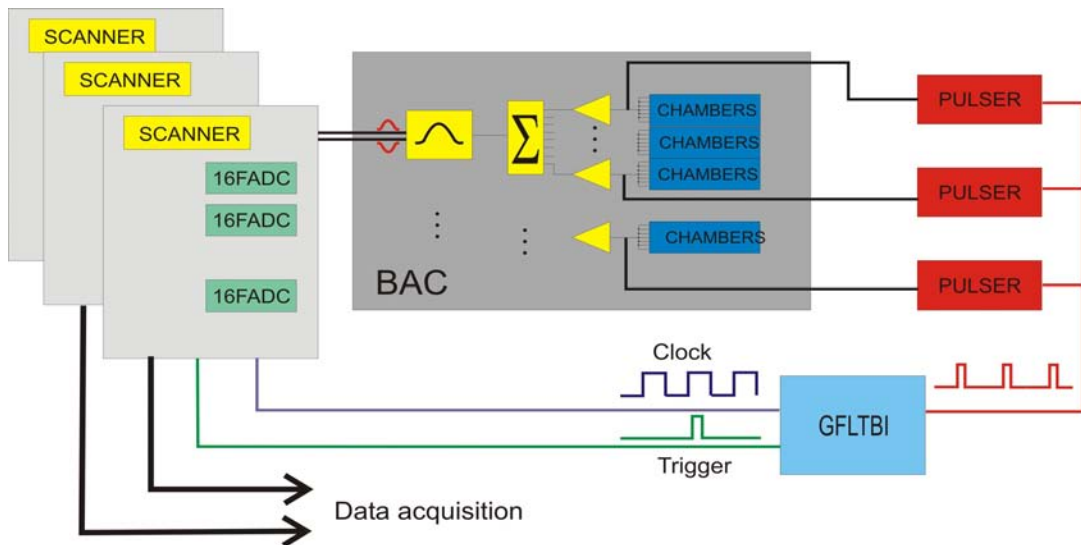 SCANNER
SCANNER
SCANNER
16FADC
16FADC
16FADC
Σ
CHAMBERS
CHAMBERS
CHAMBERS
CHAMBERS
BAC
PULSER
PULSER
PULSER
Clock
Trigger
GFLTBI
Data acquisition